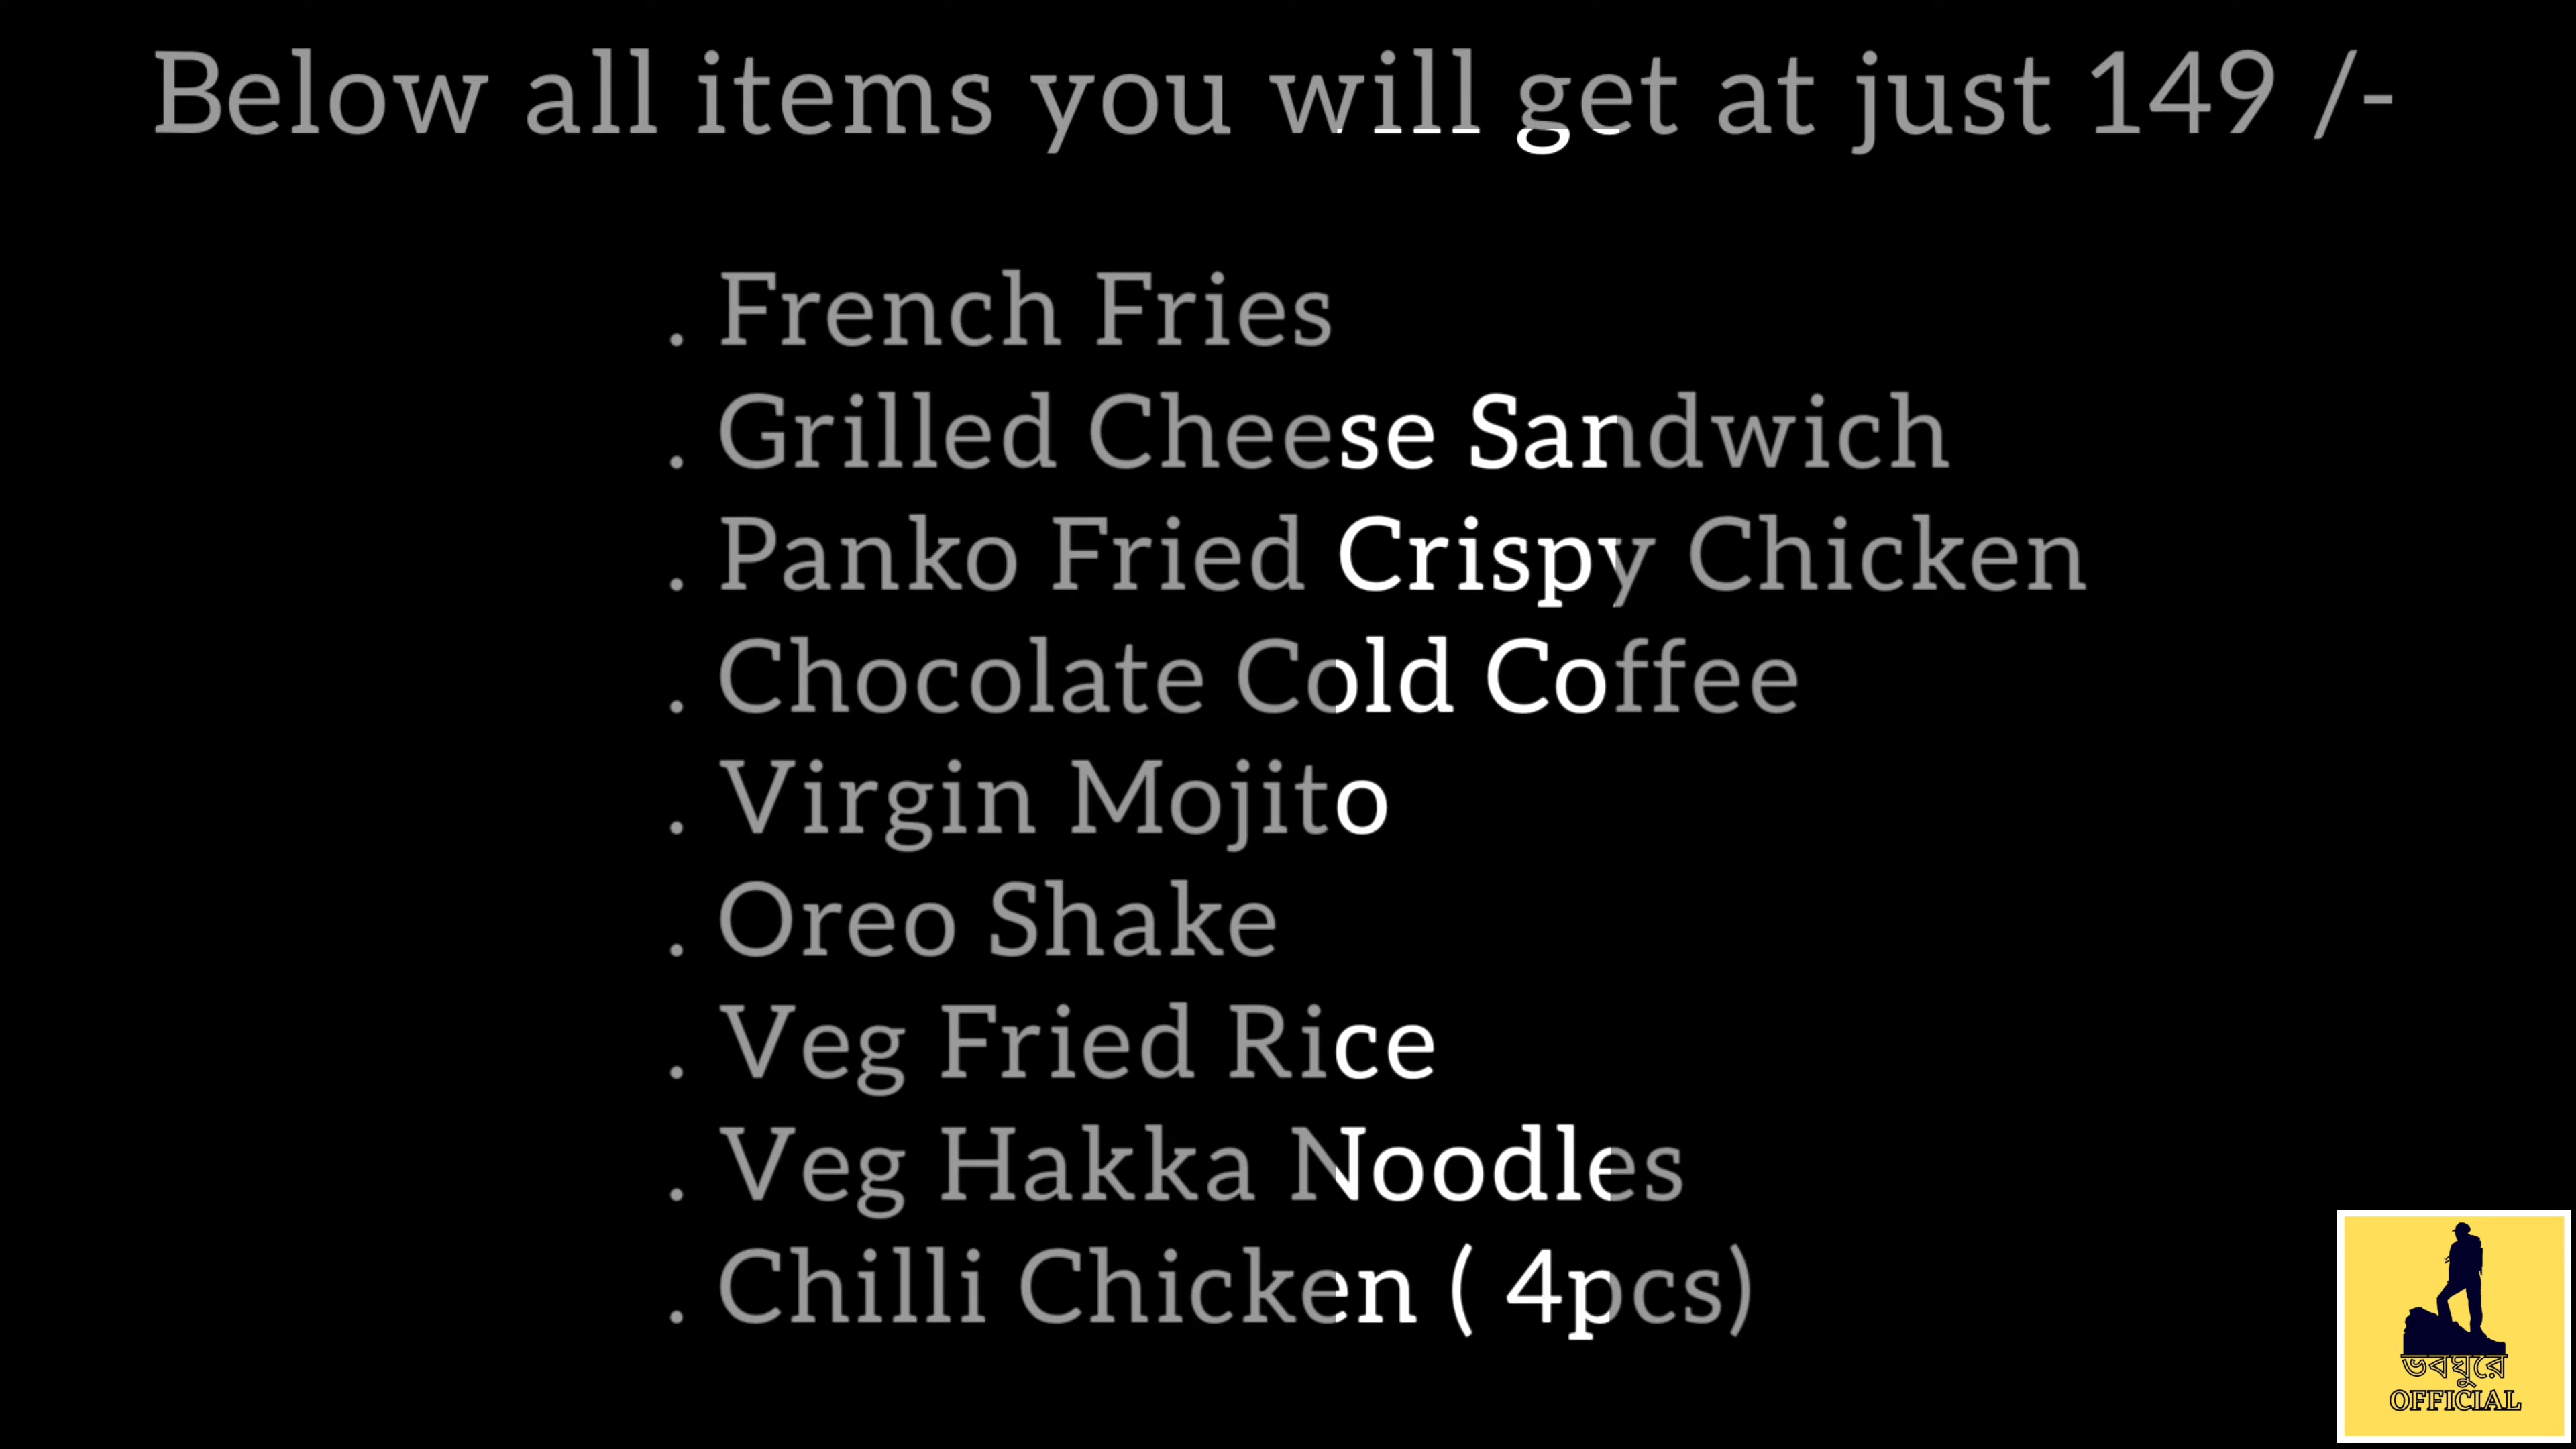 Below all items you will get at just 149 /-
. French Fries
. Grilled Cheese Sandwich
. Panko Fried Crispy Chicken
. Chocolate Cold Coffee
. Virgin Mojito
. Oreo Shake
. Veg Fried Rice
. Veg Hakka Noodles
. Chilli Chicken ( 4pcs)
ভবঘুরে
OFFICIAL